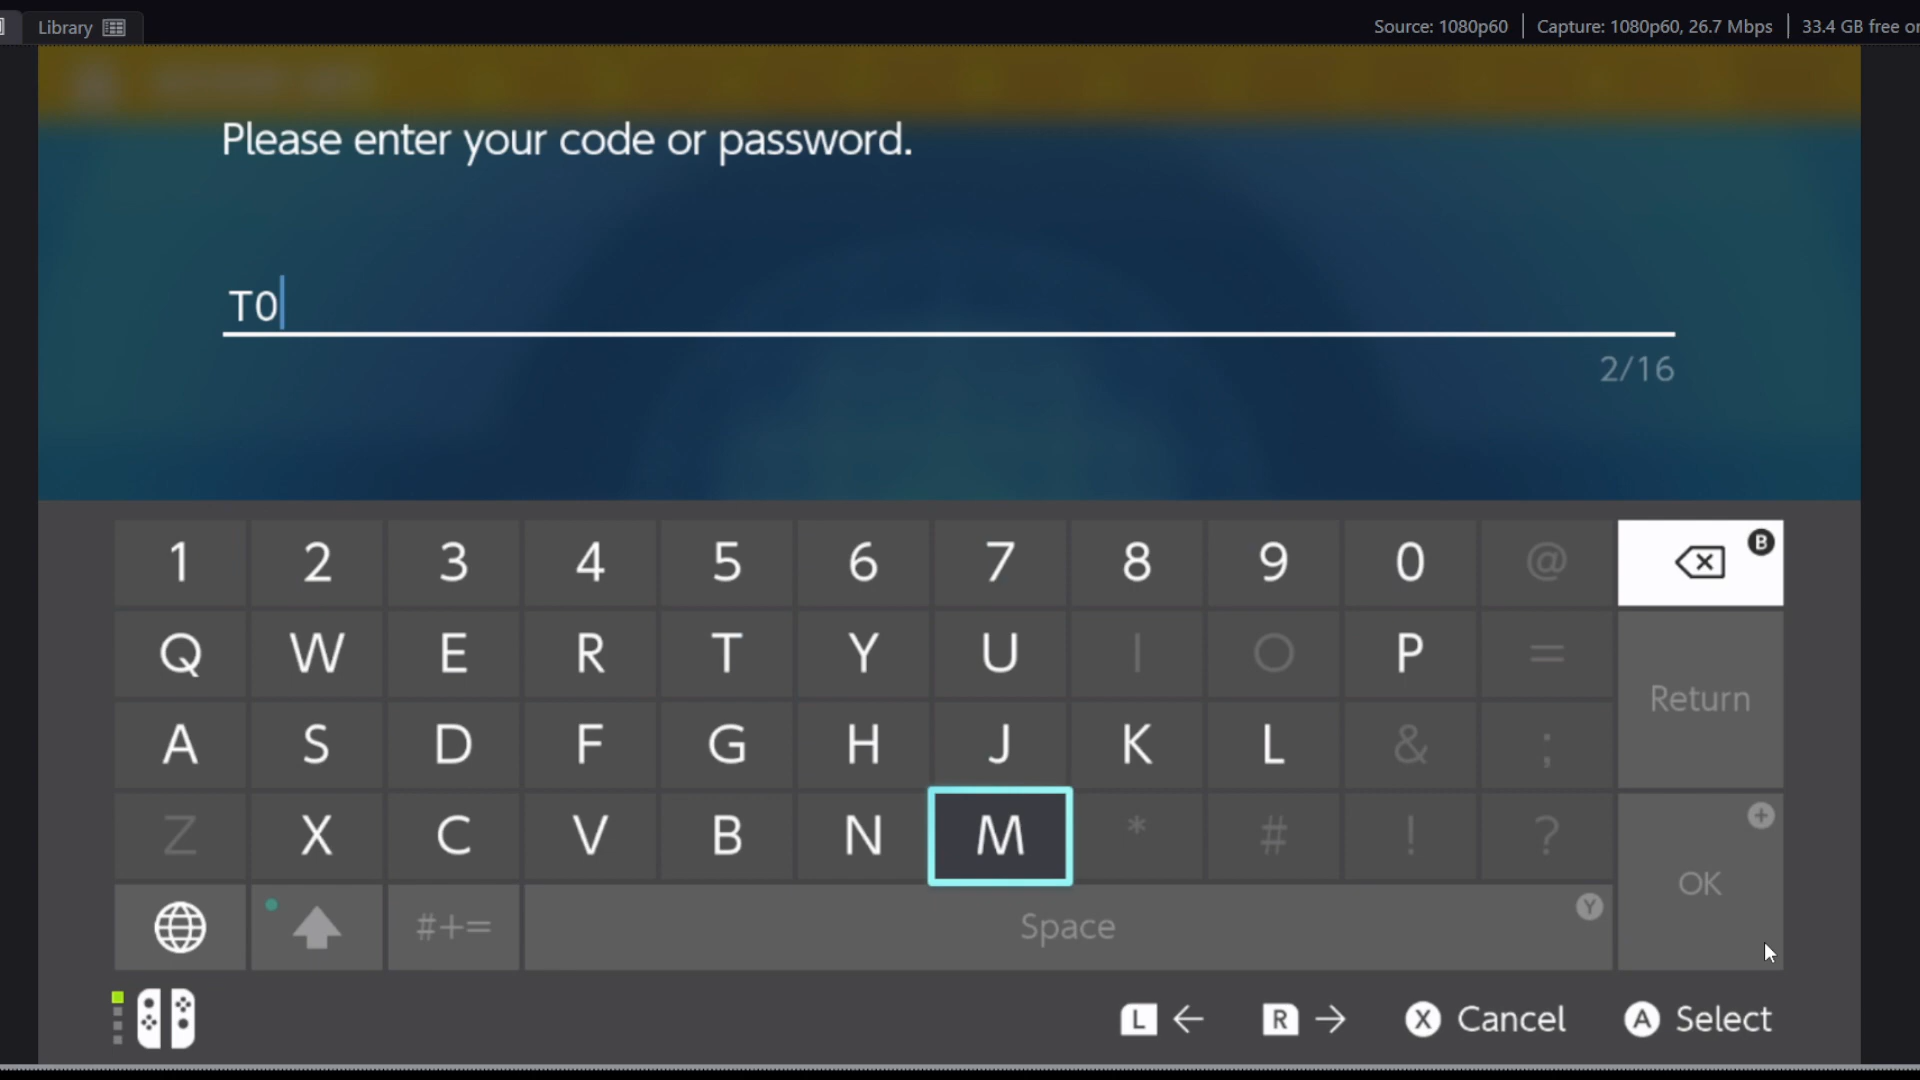 Library
Source: 1080p60 Capture: 1080p60, 26.7 Mbps 33.4 GB free or
Please enter your code or password.
T0
2/16
1 2 3 4 5 6 7 8 9 0 @ B
Q W E R T Y U I O P =
Return
A S D F G H J K L & ;
Z X C V B N M * # ! ? +
OK
#+= Space Y
L ← R → X Cancel A Select